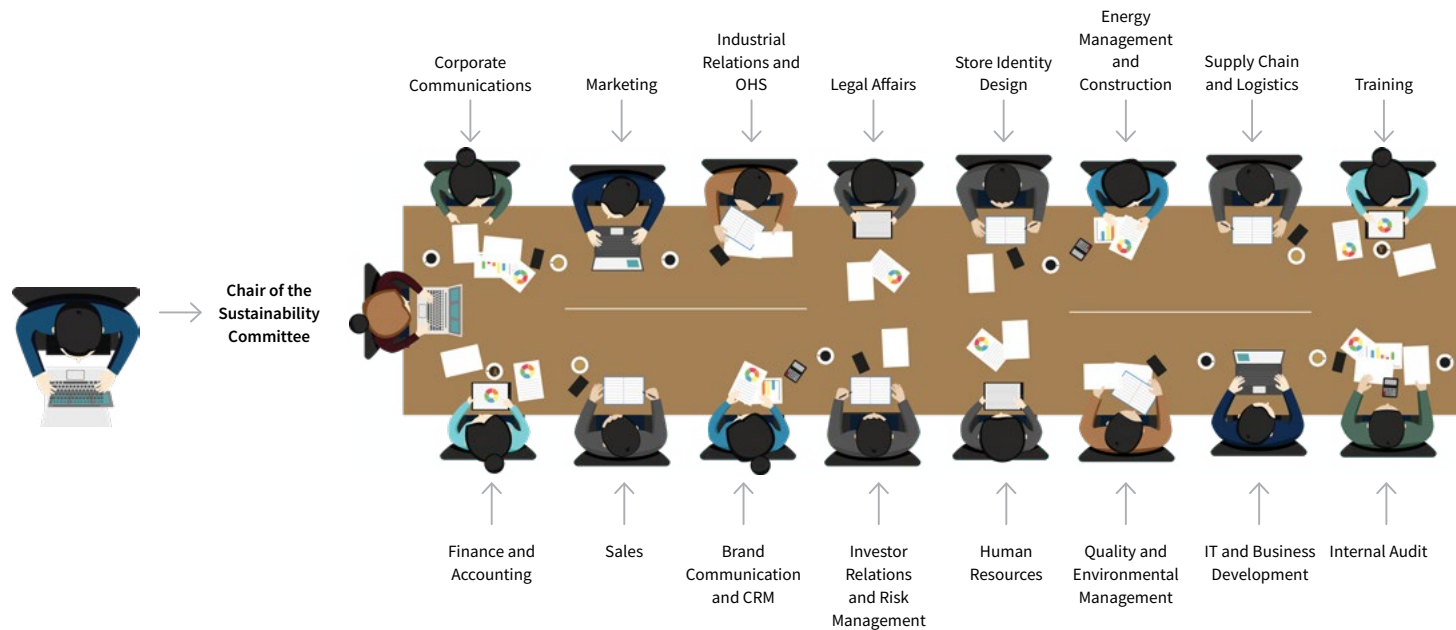 Corporate
Communications
Marketing
Industrial
Relations and
OHS
Legal Affairs
Store Identity
Design
Energy
Management
and
Construction
Supply Chain
and Logistics
Training
Chair of the
Sustainability
Committee
Finance and
Accounting
Sales
Brand
Communication
and CRM
Investor
Relations
and Risk
Management
Human
Resources
Quality and
Environmental
Management
IT and Business
Development
Internal Audit